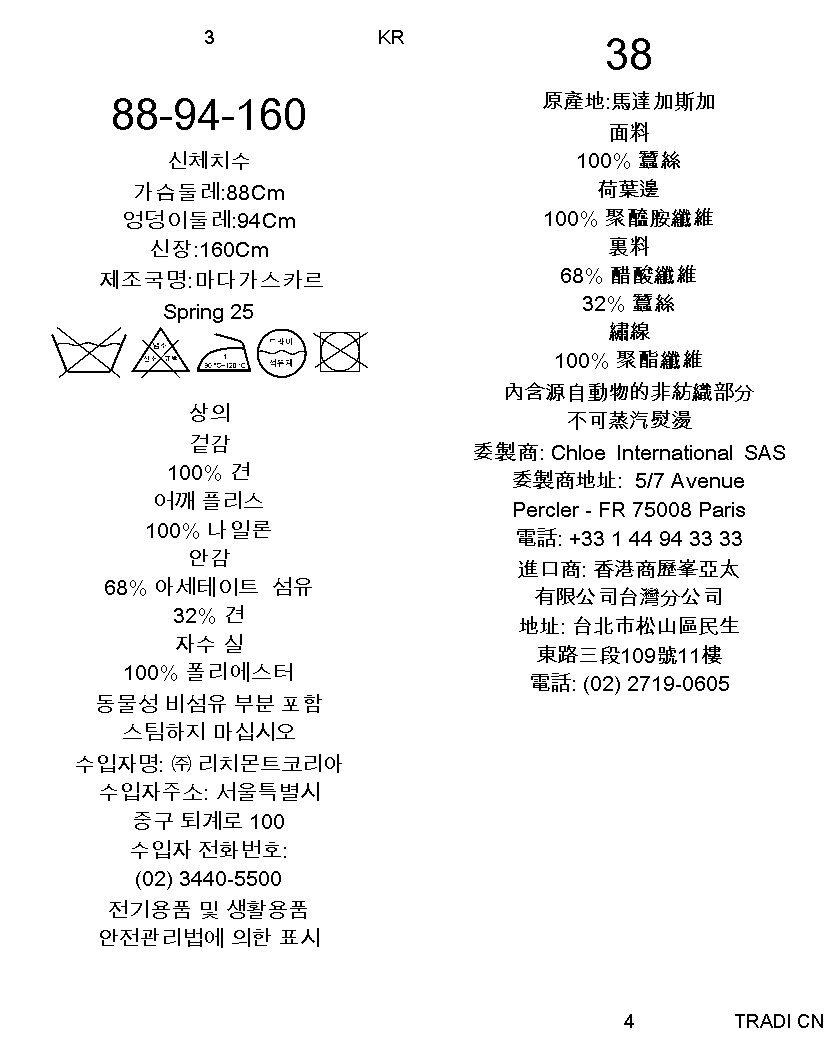 3
KR
88-94-160
신체치수
가슴둘레:88Cm
엉덩이둘레:94Cm
신장:160Cm
제조국명:마다가스카르
Spring 25
염소
산소 표백
1
90 °C~120 °C
드라이
석유계
상의
겉감
100% 견
어깨 플리스
100% 나일론
안감
68% 아세테이트 섬유
32% 견
자수 실
100% 폴리에스터
동물성 비섬유 부분 포함
스팀하지 마십시오
수입자명: ㈜ 리치몬트코리아
수입자주소: 서울특별시
중구 퇴계로 100
수입자 전화번호:
(02) 3440-5500
전기용품 및 생활용품
안전관리법에 의한 표시
38
原產地:馬達加斯加
面料
100% 蠶絲
荷葉邊
100% 聚醯胺纖維
裏料
68% 醋酸纖維
32% 蠶絲
繡線
100% 聚酯纖維
內含源自動物的非紡織部分
不可蒸汽熨燙
委製商: Chloe International SAS
委製商地址: 5/7 Avenue
Percler - FR 75008 Paris
電話: +33 1 44 94 33 33
進口商: 香港商歷峯亞太
有限公司台灣分公司
地址: 台北市松山區民生
東路三段109號11樓
電話: (02) 2719-0605
4
TRADI CN